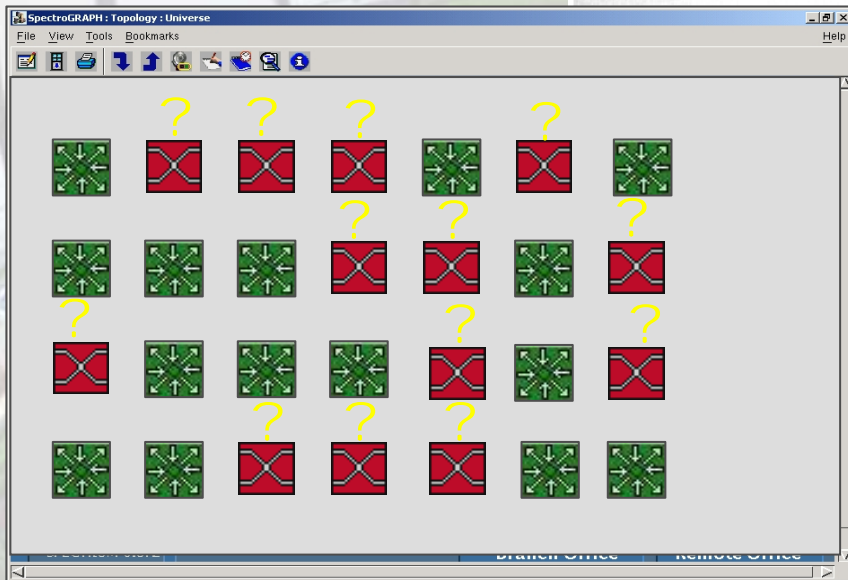 SpectroGRAPH : Topology : Universe
File View Tools Bookmarks Help
? ? ? ?
? ? ?
? ? ?
? ? ?
Branch Office Remote Office